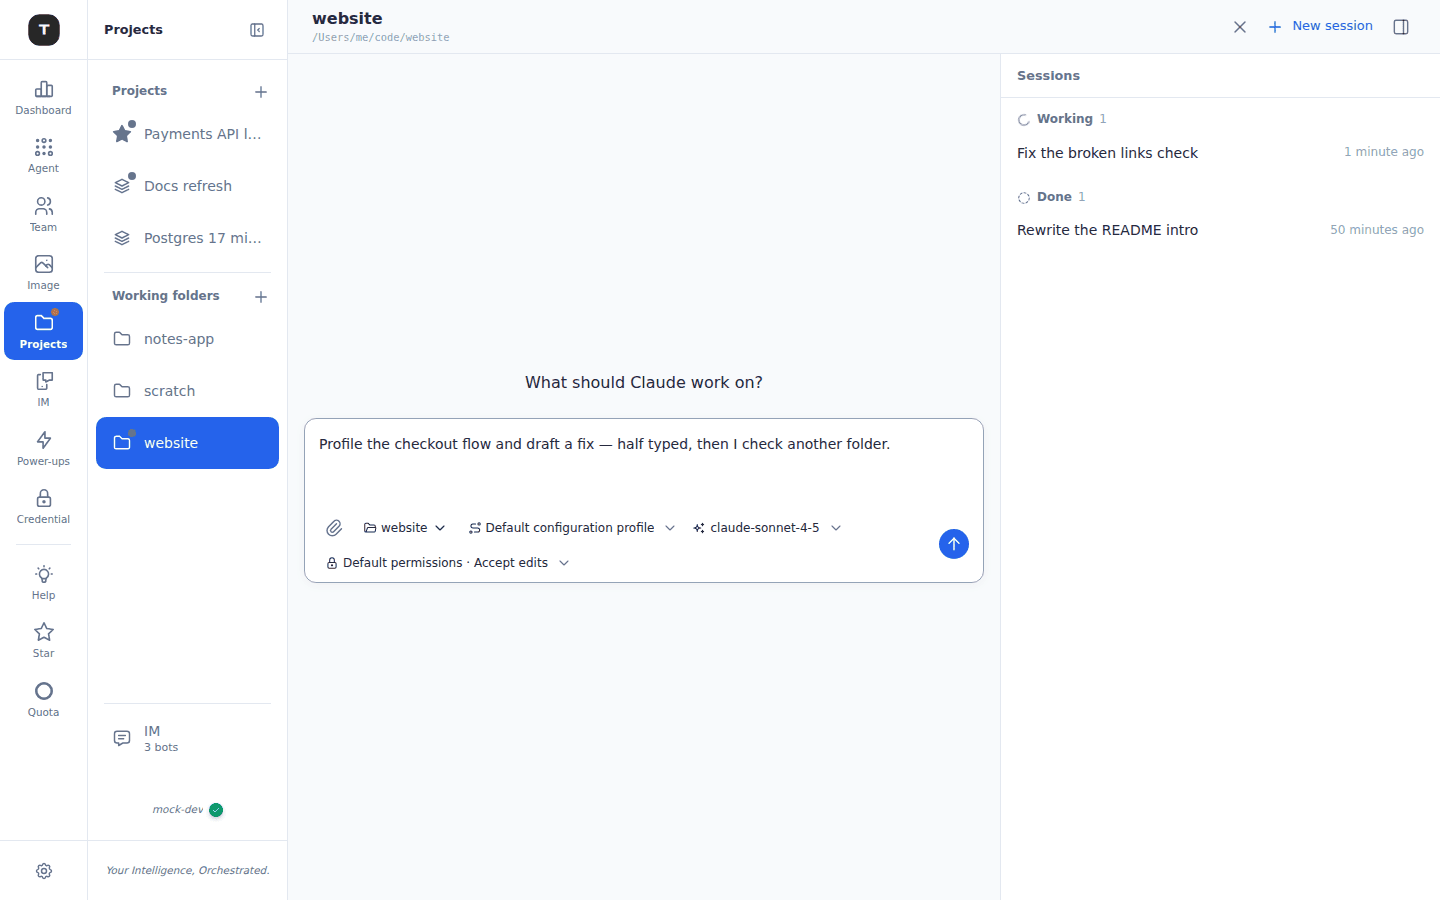 T
Projects
website
/Users/me/code/website
New session
Dashboard
Agent
Team
Image
Projects
IM
Power-ups
Credential
Help
Star
Quota
Projects
Payments API l…
Docs refresh
Postgres 17 mi…
Working folders
notes-app
scratch
website
IM
3 bots
mock-dev
Your Intelligence, Orchestrated.
What should Claude work on?
Profile the checkout flow and draft a fix — half typed, then I check another folder.
website
Default configuration profile
claude-sonnet-4-5
Default permissions · Accept edits
Sessions
Working 1
Fix the broken links check 1 minute ago
Done 1
Rewrite the README intro 50 minutes ago